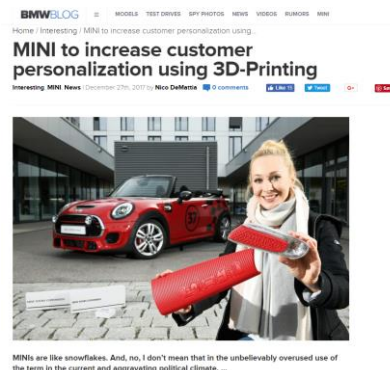 BMWBLOG
MODELS TEST DRIVES SPY PHOTOS NEWS VIDEOS RUMORS MINI
Home / Interesting / MINI to increase customer personalization using...
MINI to increase customer
personalization using 3D-Printing
Interesting, MINI, News / December 27th, 2017 by Nico DeMattia 0 comments Like 11 Tweet G+
37
MINIs are like snowflakes. And, no, I don't mean that in the unbelievably overused use of
the term in the current and aggravating political climate. ...